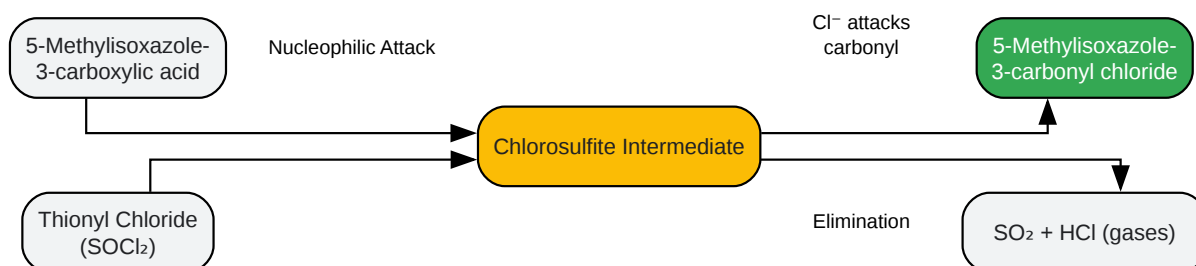 5-Methylisoxazole-
3-carboxylic acid
Nucleophilic Attack
Cl⁻ attacks
carbonyl
5-Methylisoxazole-
3-carbonyl chloride
Chlorosulfite Intermediate
Thionyl Chloride
(SOCl₂)
Elimination
SO₂ + HCl (gases)